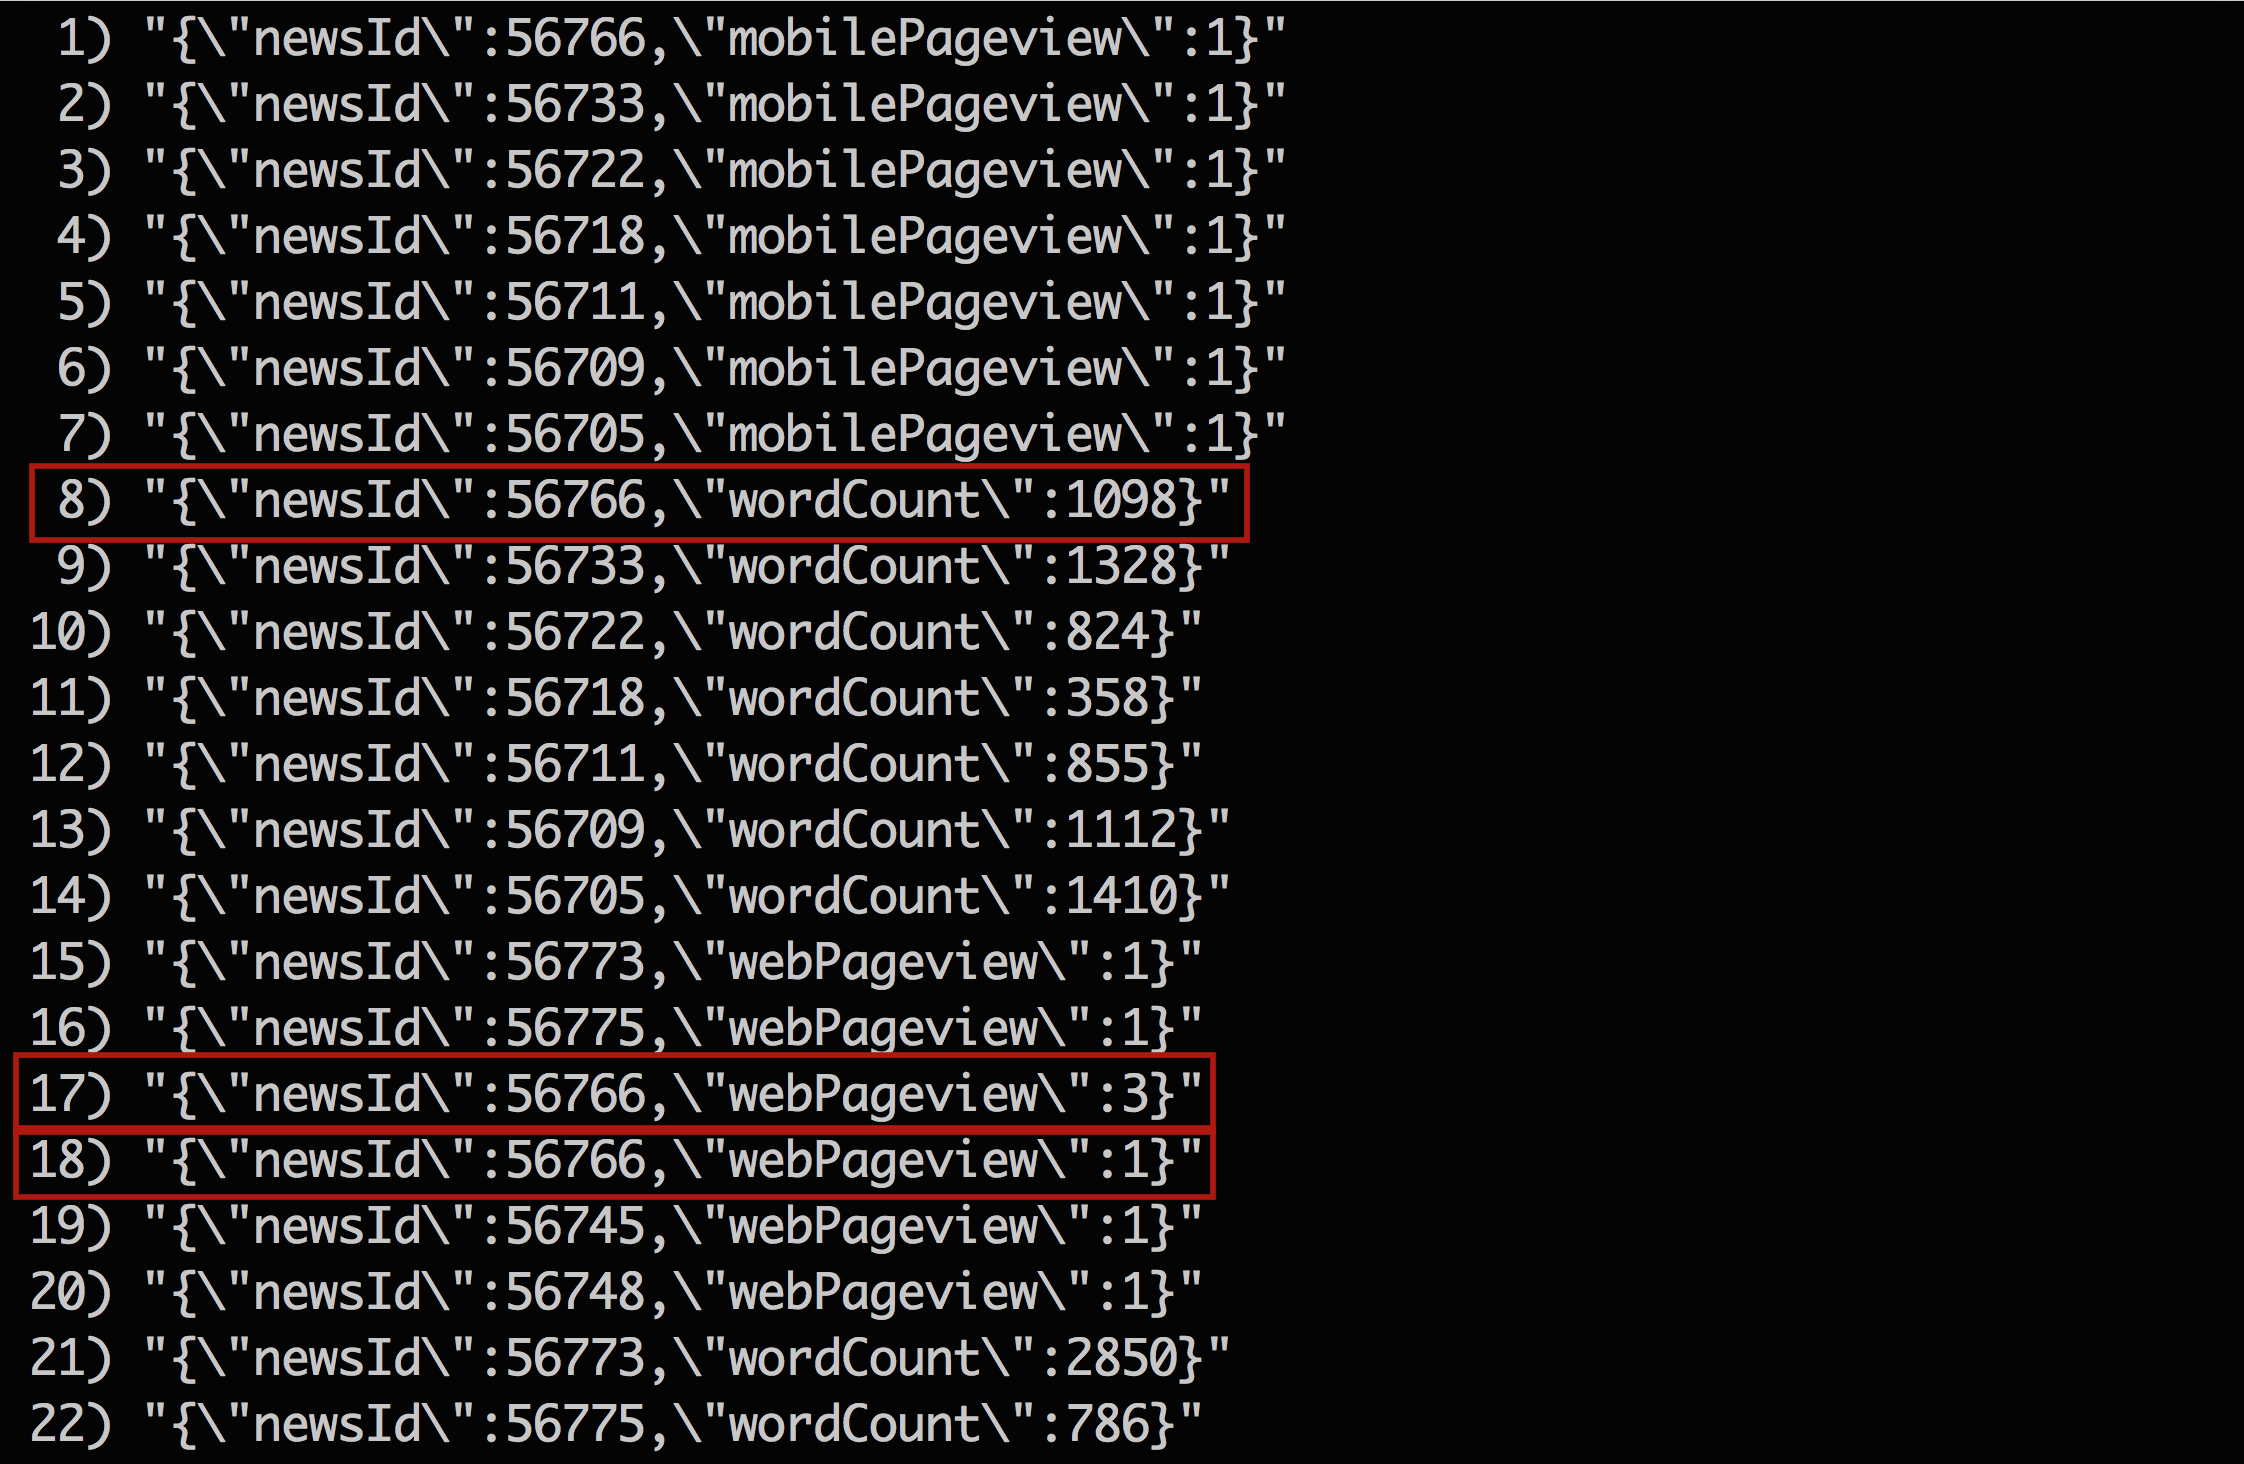 1) "{\"newsId\":56766,\"mobilePageview\":1}"
2) "{\"newsId\":56733,\"mobilePageview\":1}"
3) "{\"newsId\":56722,\"mobilePageview\":1}"
4) "{\"newsId\":56718,\"mobilePageview\":1}"
5) "{\"newsId\":56711,\"mobilePageview\":1}"
6) "{\"newsId\":56709,\"mobilePageview\":1}"
7) "{\"newsId\":56705,\"mobilePageview\":1}"
8) "{\"newsId\":56766,\"wordCount\":1098}"
9) "{\"newsId\":56733,\"wordCount\":1328}"
10) "{\"newsId\":56722,\"wordCount\":824}"
11) "{\"newsId\":56718,\"wordCount\":358}"
12) "{\"newsId\":56711,\"wordCount\":855}"
13) "{\"newsId\":56709,\"wordCount\":1112}"
14) "{\"newsId\":56705,\"wordCount\":1410}"
15) "{\"newsId\":56773,\"webPageview\":1}"
16) "{\"newsId\":56775,\"webPageview\":1}"
17) "{\"newsId\":56766,\"webPageview\":3}"
18) "{\"newsId\":56766,\"webPageview\":1}"
19) "{\"newsId\":56745,\"webPageview\":1}"
20) "{\"newsId\":56748,\"webPageview\":1}"
21) "{\"newsId\":56773,\"wordCount\":2850}"
22) "{\"newsId\":56775,\"wordCount\":786}"